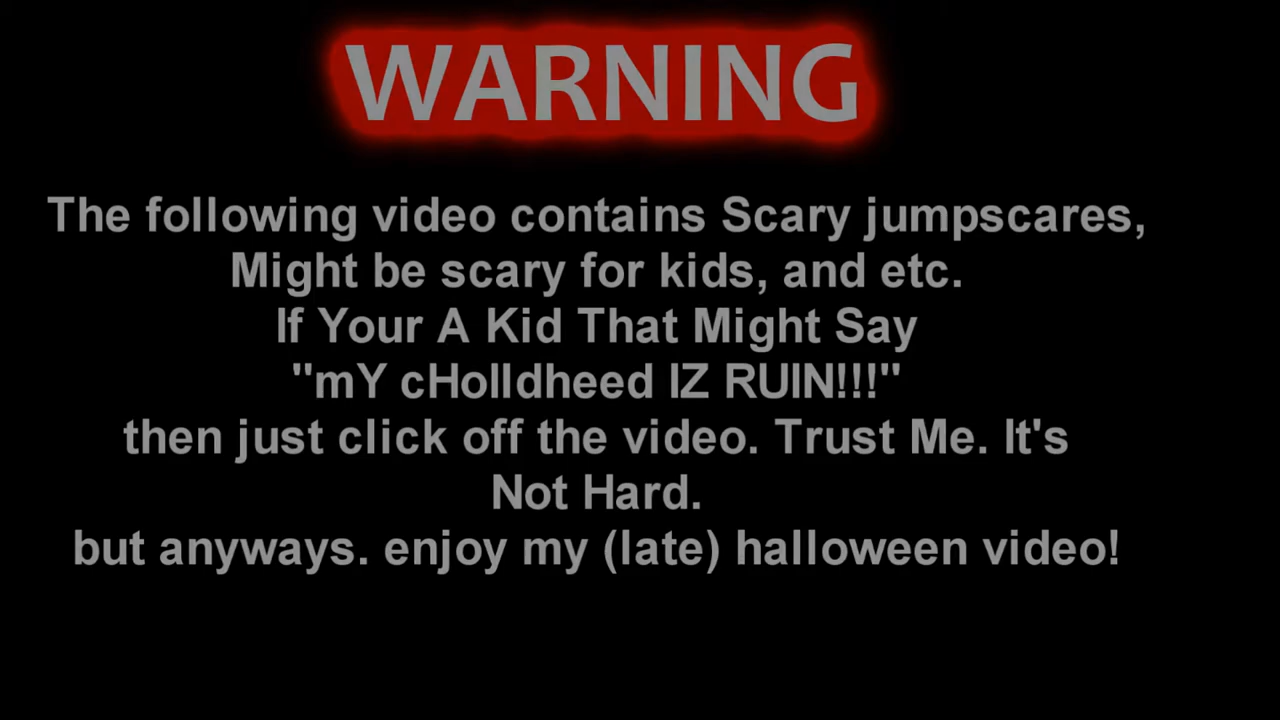 WARNING
The following video contains Scary jumpscares,
Might be scary for kids, and etc.
If Your A Kid That Might Say
"mY cHolldheed IZ RUIN!!!"
then just click off the video. Trust Me. It's
Not Hard.
but anyways. enjoy my (late) halloween video!